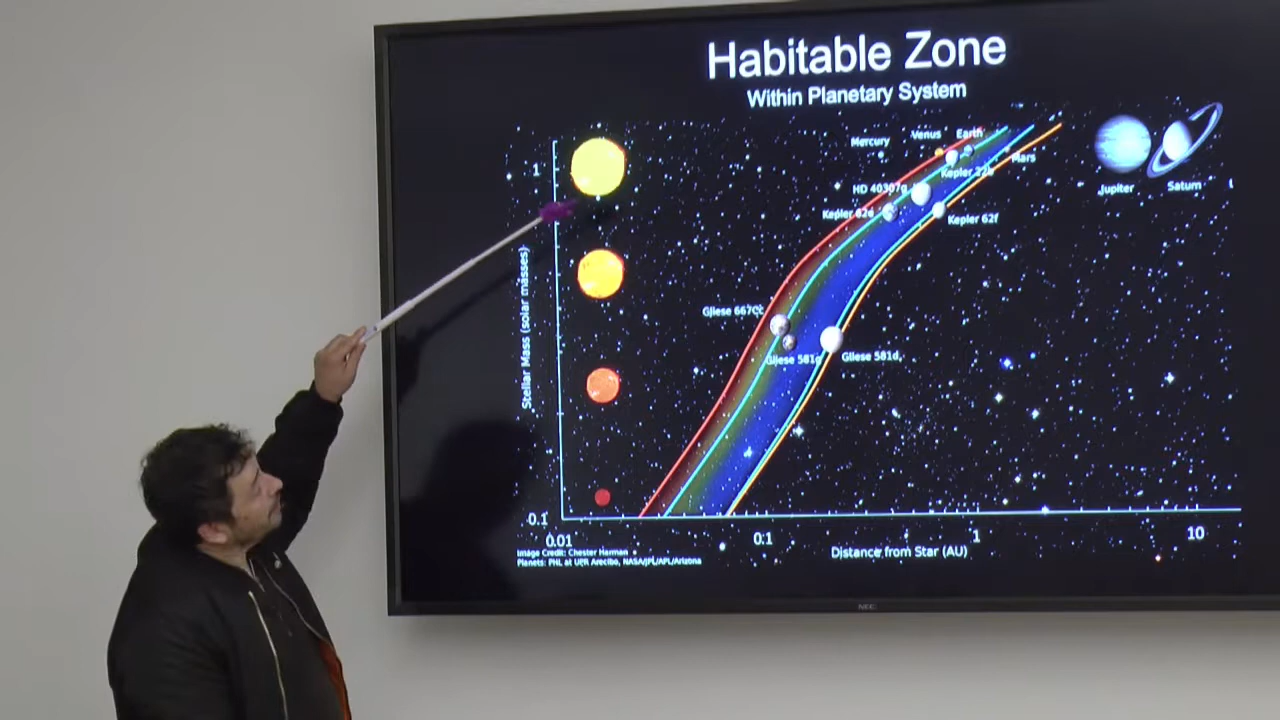 Habitable Zone
Within Planetary System
Mercury
Venus
Earth
Mars
Kepler 22b
Jupiter
Saturn
HD 40307g
Kepler 62e
Kepler 62f
Gliese 667Cc
Gliese 581g
Gliese 581d
Stellar Mass (solar masses)
1
0.1
0.01
0.1
1
10
Distance from Star (AU)
Image Credit: Chester Harman
Planets: PHL at UPR Arecibo, NASA/JPL/APL/Arizona
NEC